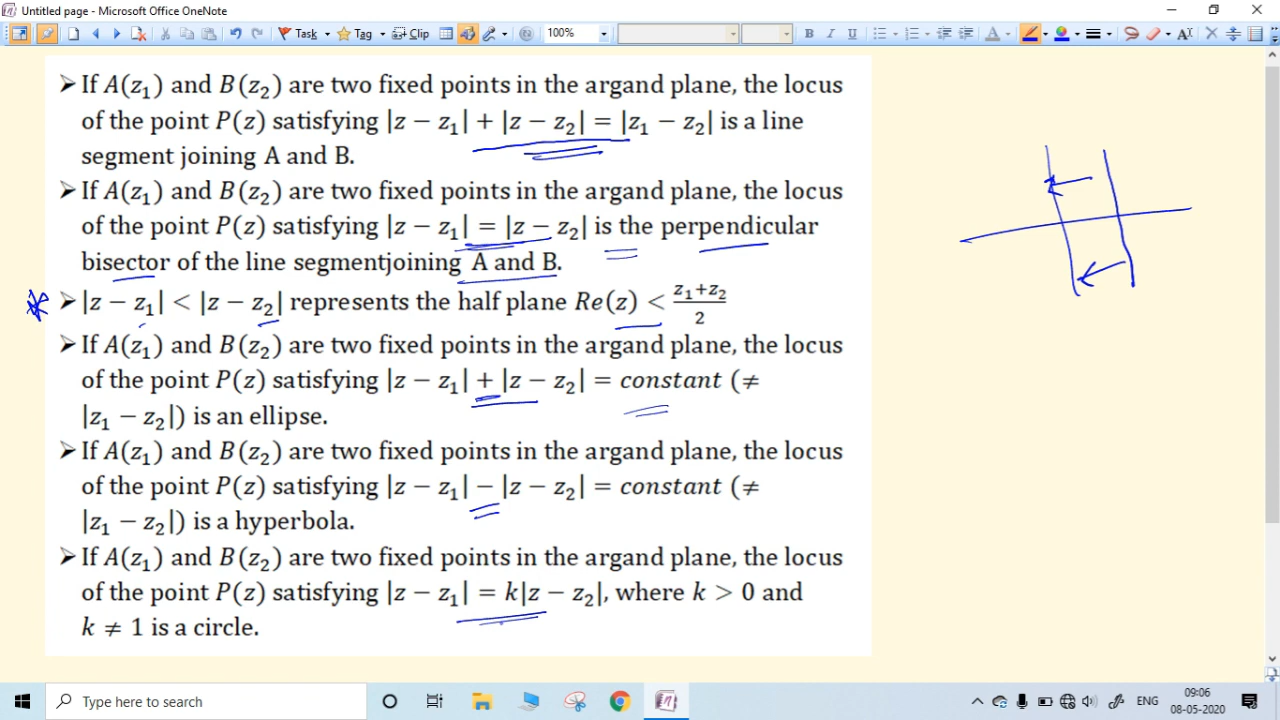 Untitled page - Microsoft Office OneNote
Task Tag Clip 100% B I U
➢ If A(z₁) and B(z₂) are two fixed points in the argand plane, the locus
of the point P(z) satisfying |z − z₁| + |z − z₂| = |z₁ − z₂| is a line
segment joining A and B.
➢ If A(z₁) and B(z₂) are two fixed points in the argand plane, the locus
of the point P(z) satisfying |z − z₁| = |z − z₂| is the perpendicular
bisector of the line segmentjoining A and B.
➢ |z − z₁| < |z − z₂| represents the half plane Re(z) < (z₁+z₂)/2
➢ If A(z₁) and B(z₂) are two fixed points in the argand plane, the locus
of the point P(z) satisfying |z − z₁| + |z − z₂| = constant (≠
|z₁ − z₂|) is an ellipse.
➢ If A(z₁) and B(z₂) are two fixed points in the argand plane, the locus
of the point P(z) satisfying |z − z₁| − |z − z₂| = constant (≠
|z₁ − z₂|) is a hyperbola.
➢ If A(z₁) and B(z₂) are two fixed points in the argand plane, the locus
of the point P(z) satisfying |z − z₁| = k|z − z₂|, where k > 0 and
k ≠ 1 is a circle.
Type here to search
ENG
09:06
08-05-2020